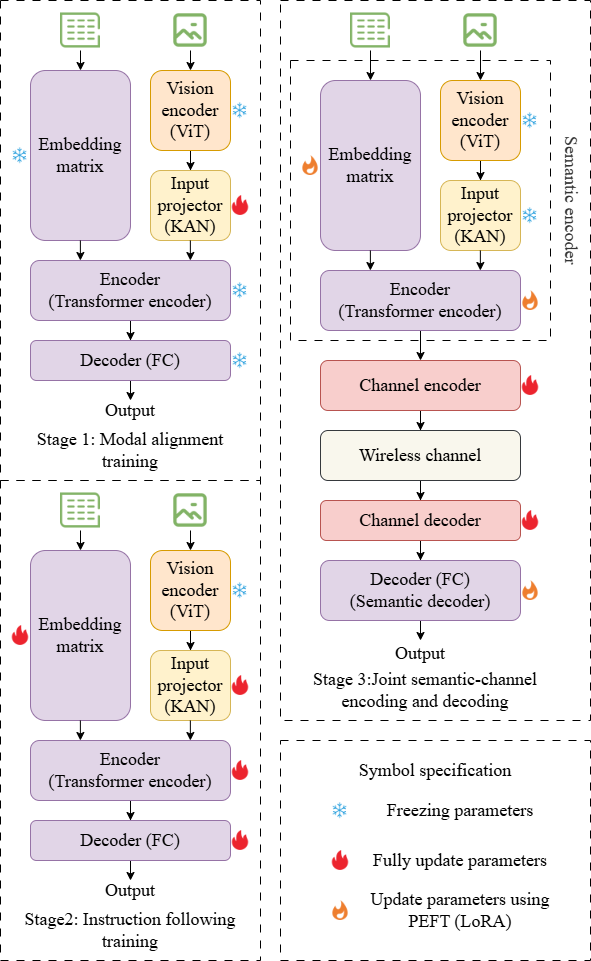 Embedding
matrix
Vision
encoder
(ViT)
Input
projector
(KAN)
Encoder
(Transformer encoder)
Decoder (FC)
Output
Stage 1: Modal alignment
training
Embedding
matrix
Vision
encoder
(ViT)
Input
projector
(KAN)
Encoder
(Transformer encoder)
Decoder (FC)
Output
Stage2: Instruction following
training
Embedding
matrix
Vision
encoder
(ViT)
Input
projector
(KAN)
Encoder
(Transformer encoder)
Semantic encoder
Channel encoder
Wireless channel
Channel decoder
Decoder (FC)
(Semantic decoder)
Output
Stage 3:Joint semantic-channel
encoding and decoding
Symbol specification
Freezing parameters
Fully update parameters
Update parameters using
PEFT (LoRA)